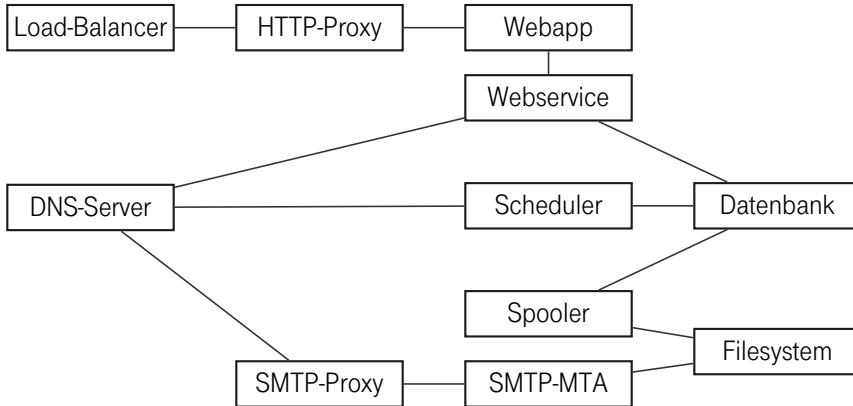 Load-Balancer
HTTP-Proxy
Webapp
Webservice
DNS-Server
Scheduler
Datenbank
Spooler
Filesystem
SMTP-Proxy
SMTP-MTA